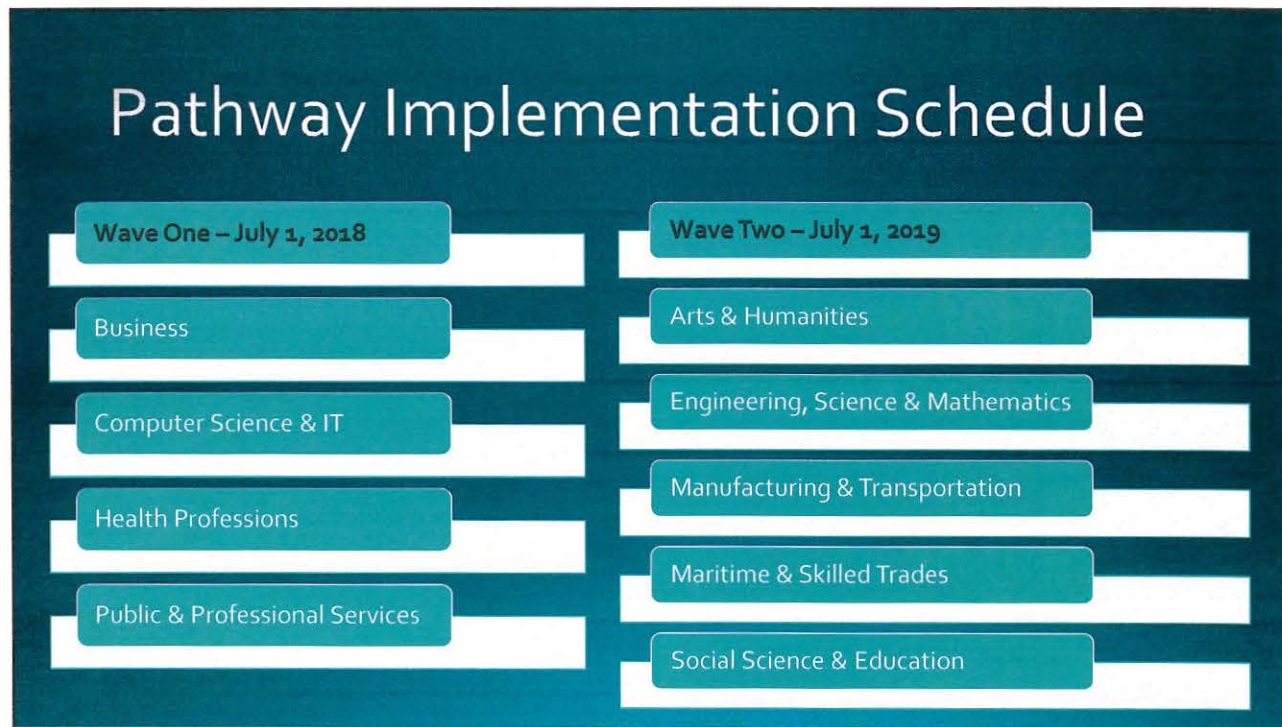 Pathway Implementation Schedule
Wave One – July 1, 2018
Business
Computer Science & IT
Health Professions
Public & Professional Services
Wave Two – July 1, 2019
Arts & Humanities
Engineering, Science & Mathematics
Manufacturing & Transportation
Maritime & Skilled Trades
Social Science & Education